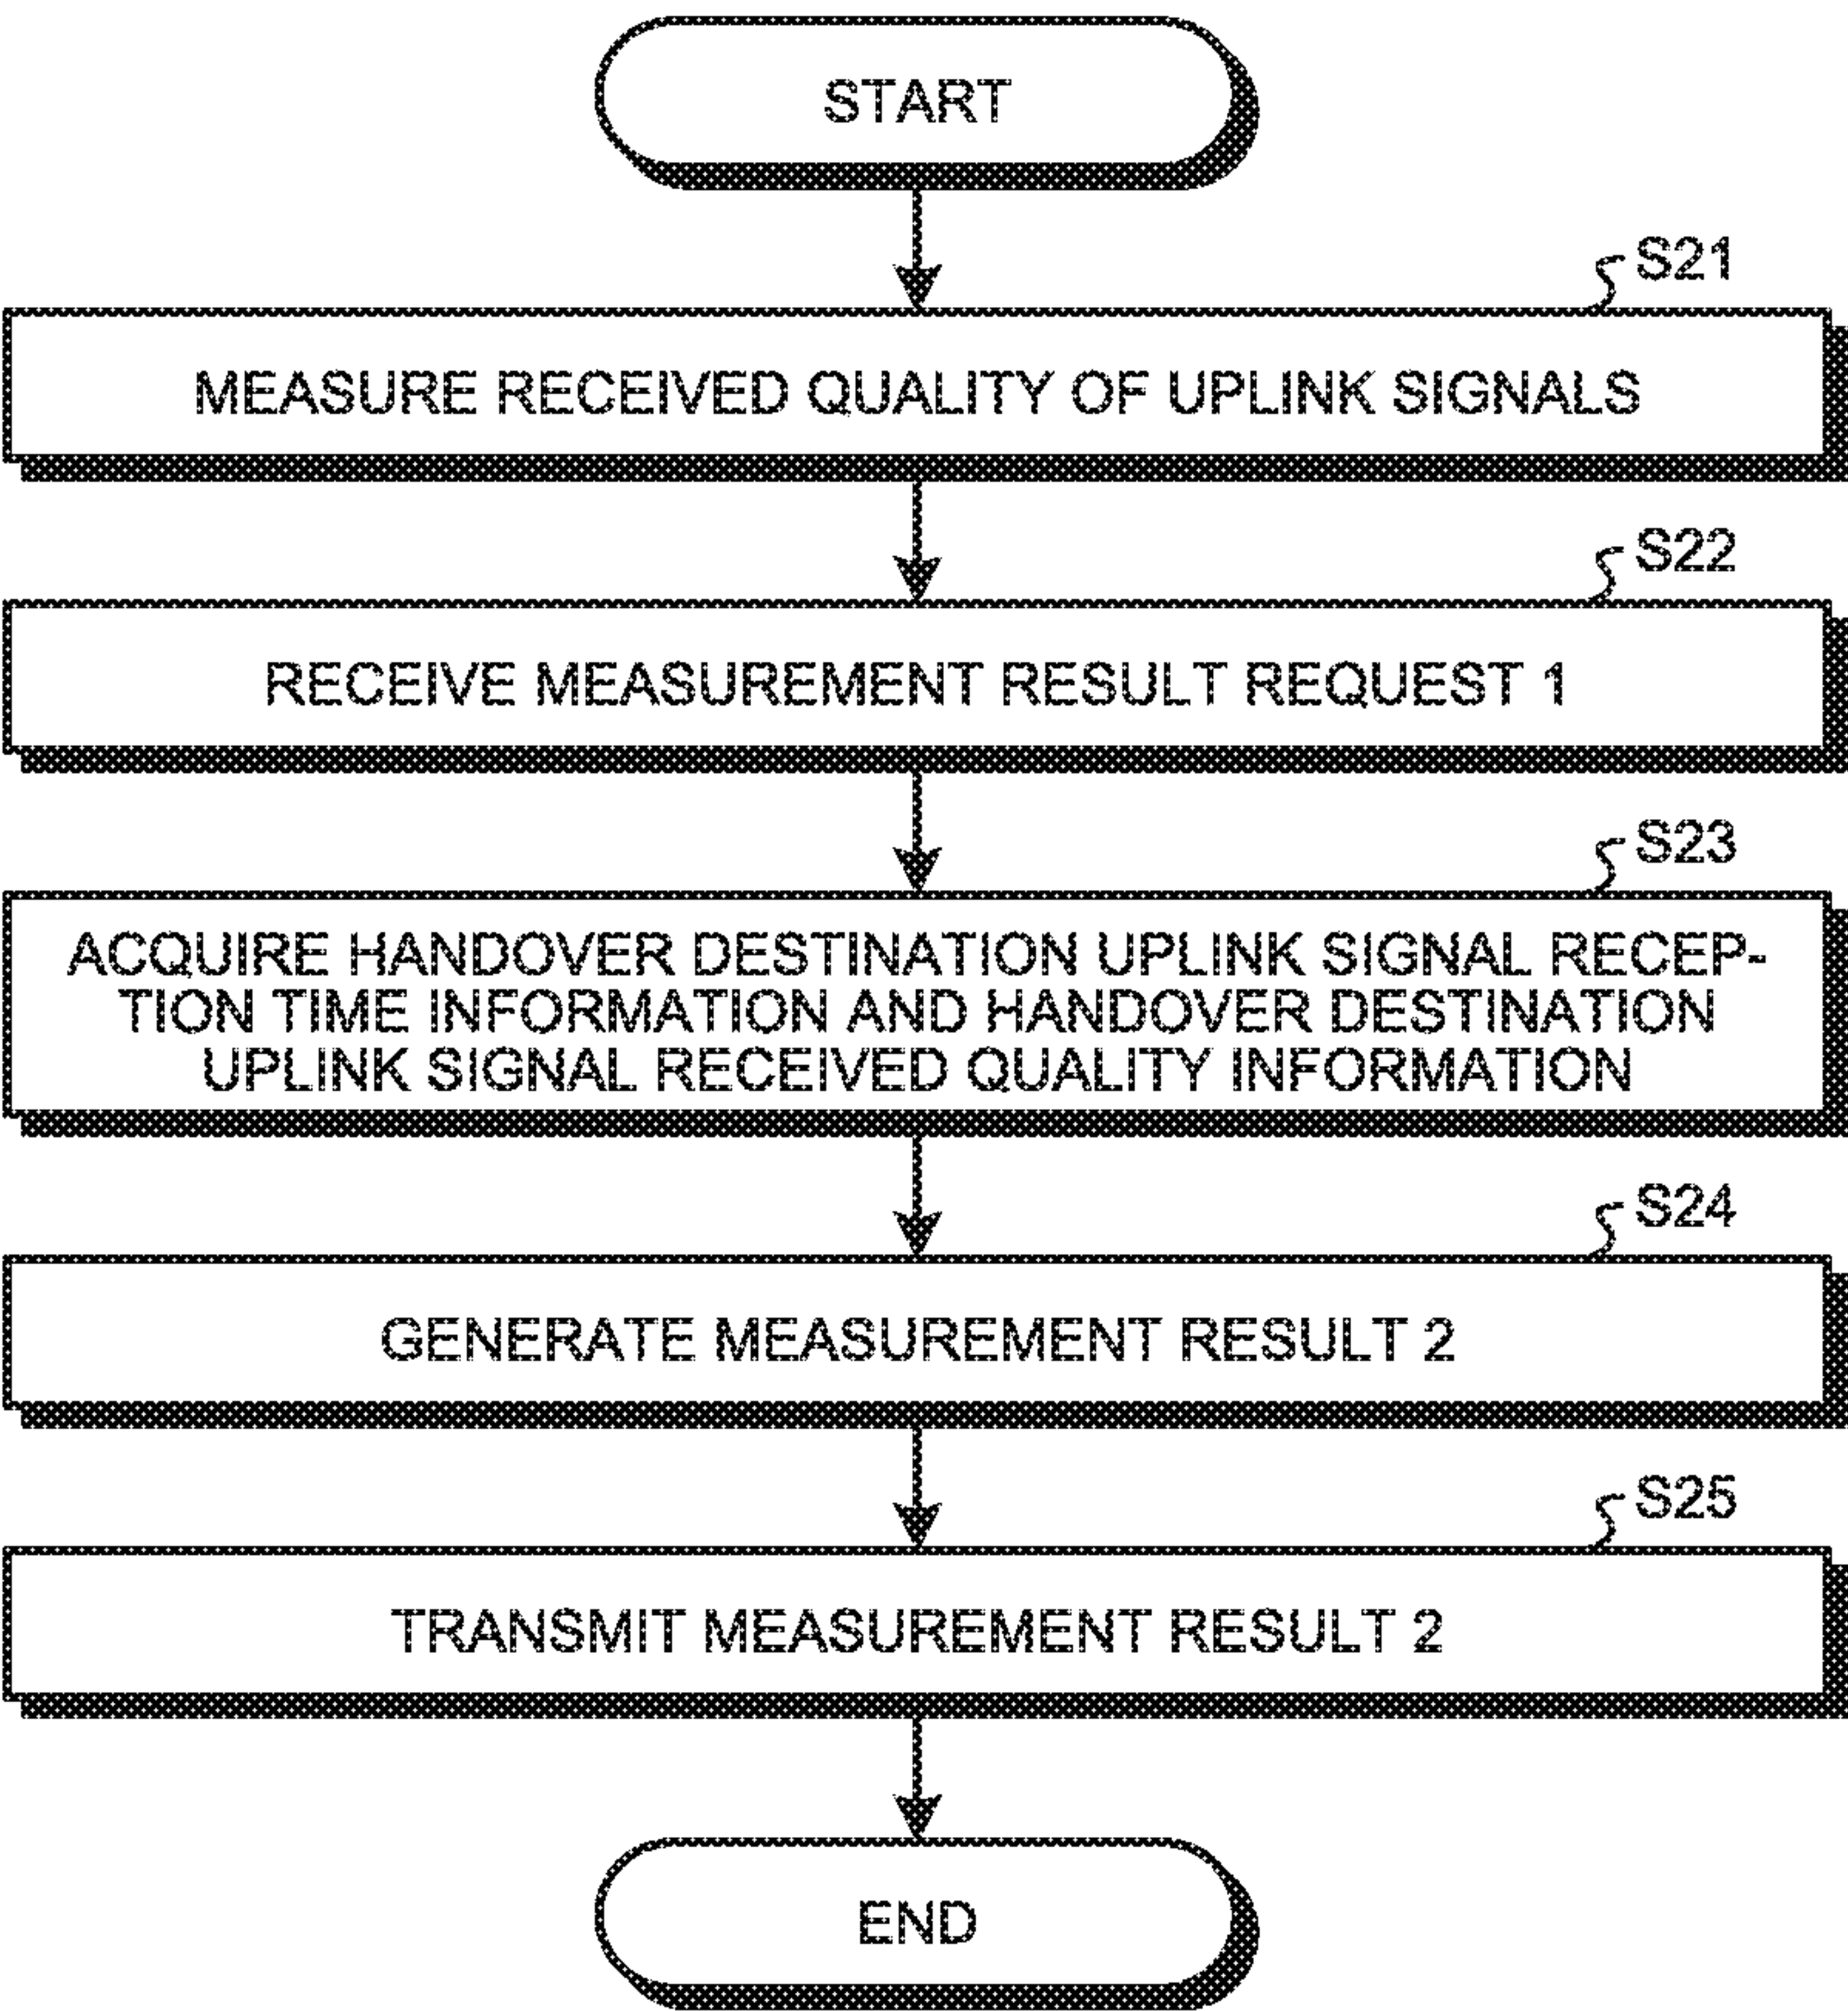 START
S21
MEASURE RECEIVED QUALITY OF UPLINK SIGNALS
S22
RECEIVE MEASUREMENT RESULT REQUEST 1
S23
ACQUIRE HANDOVER DESTINATION UPLINK SIGNAL RECEP-
TION TIME INFORMATION AND HANDOVER DESTINATION
UPLINK SIGNAL RECEIVED QUALITY INFORMATION
S24
GENERATE MEASUREMENT RESULT 2
S25
TRANSMIT MEASUREMENT RESULT 2
END